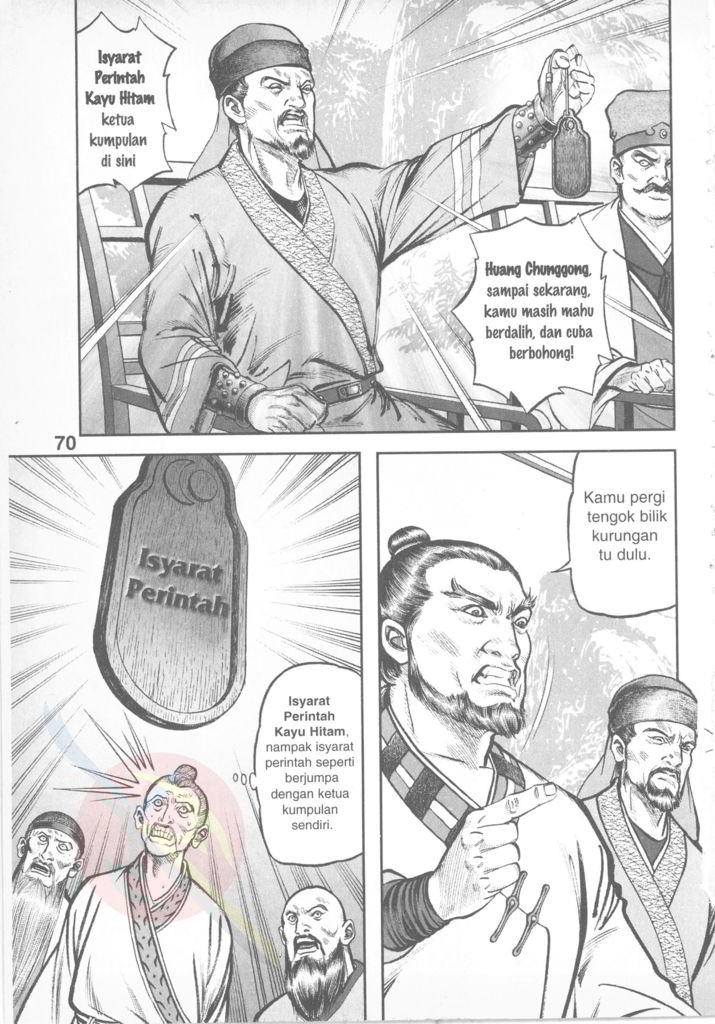 Isyarat
Perintah
Kayu Hitam
ketua
kumpulan
di sini
Huang Chunggong,
sampai sekarang,
kamu masih mahu
berdalih, dan cuba
berbohong!
70
Isyarat
Perintah
Isyarat
Perintah
Kayu Hitam,
nampak isyarat
perintah seperti
berjumpa
dengan ketua
kumpulan
sendiri.
Kamu pergi
tengok bilik
kurungan
tu dulu.